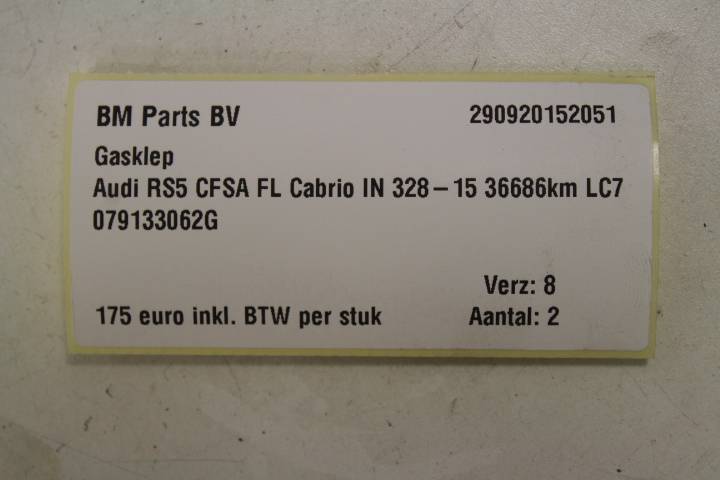 BM Parts BV 290920152051
Gasklep
Audi RS5 CFSA FL Cabrio IN 328 – 15 36686km LC7
079133062G
Verz: 8
175 euro inkl. BTW per stuk Aantal: 2